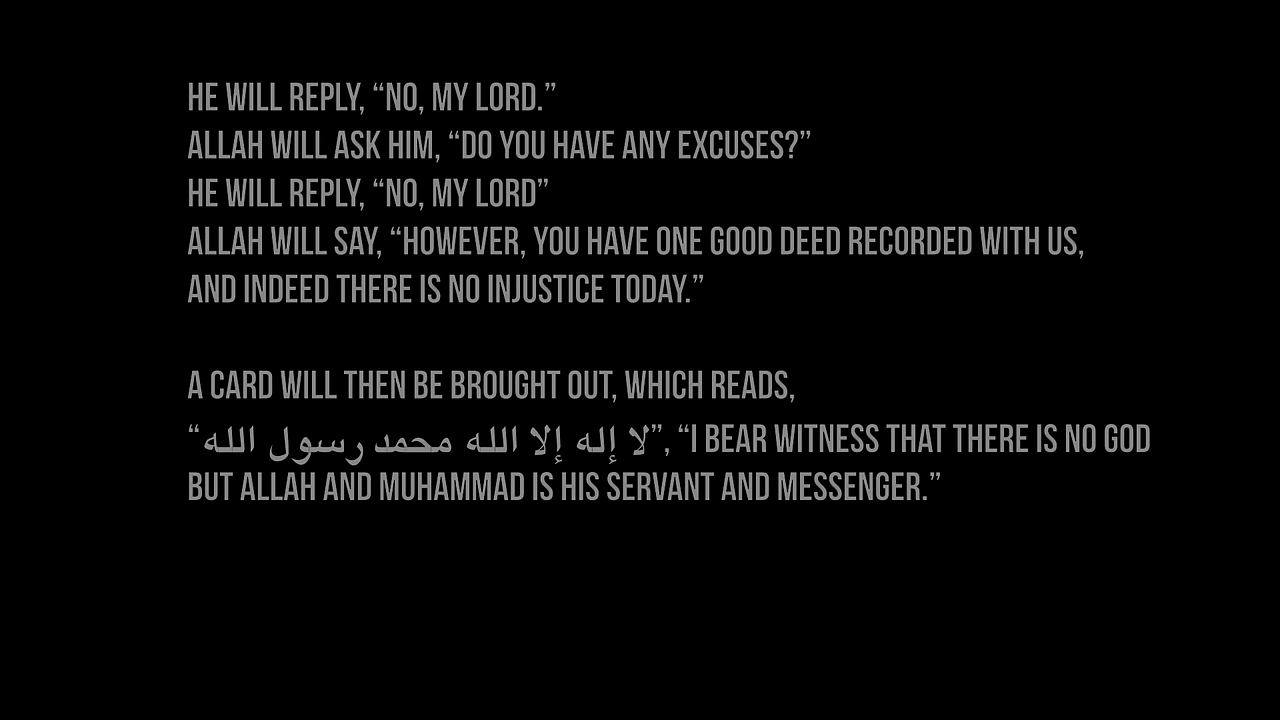 HE WILL REPLY, “NO, MY LORD.”
ALLAH WILL ASK HIM, “DO YOU HAVE ANY EXCUSES?”
HE WILL REPLY, “NO, MY LORD”
ALLAH WILL SAY, “HOWEVER, YOU HAVE ONE GOOD DEED RECORDED WITH US,
AND INDEED THERE IS NO INJUSTICE TODAY.”
A CARD WILL THEN BE BROUGHT OUT, WHICH READS,
“لا إله إلا الله محمد رسول الله”, “I BEAR WITNESS THAT THERE IS NO GOD
BUT ALLAH AND MUHAMMAD IS HIS SERVANT AND MESSENGER.”